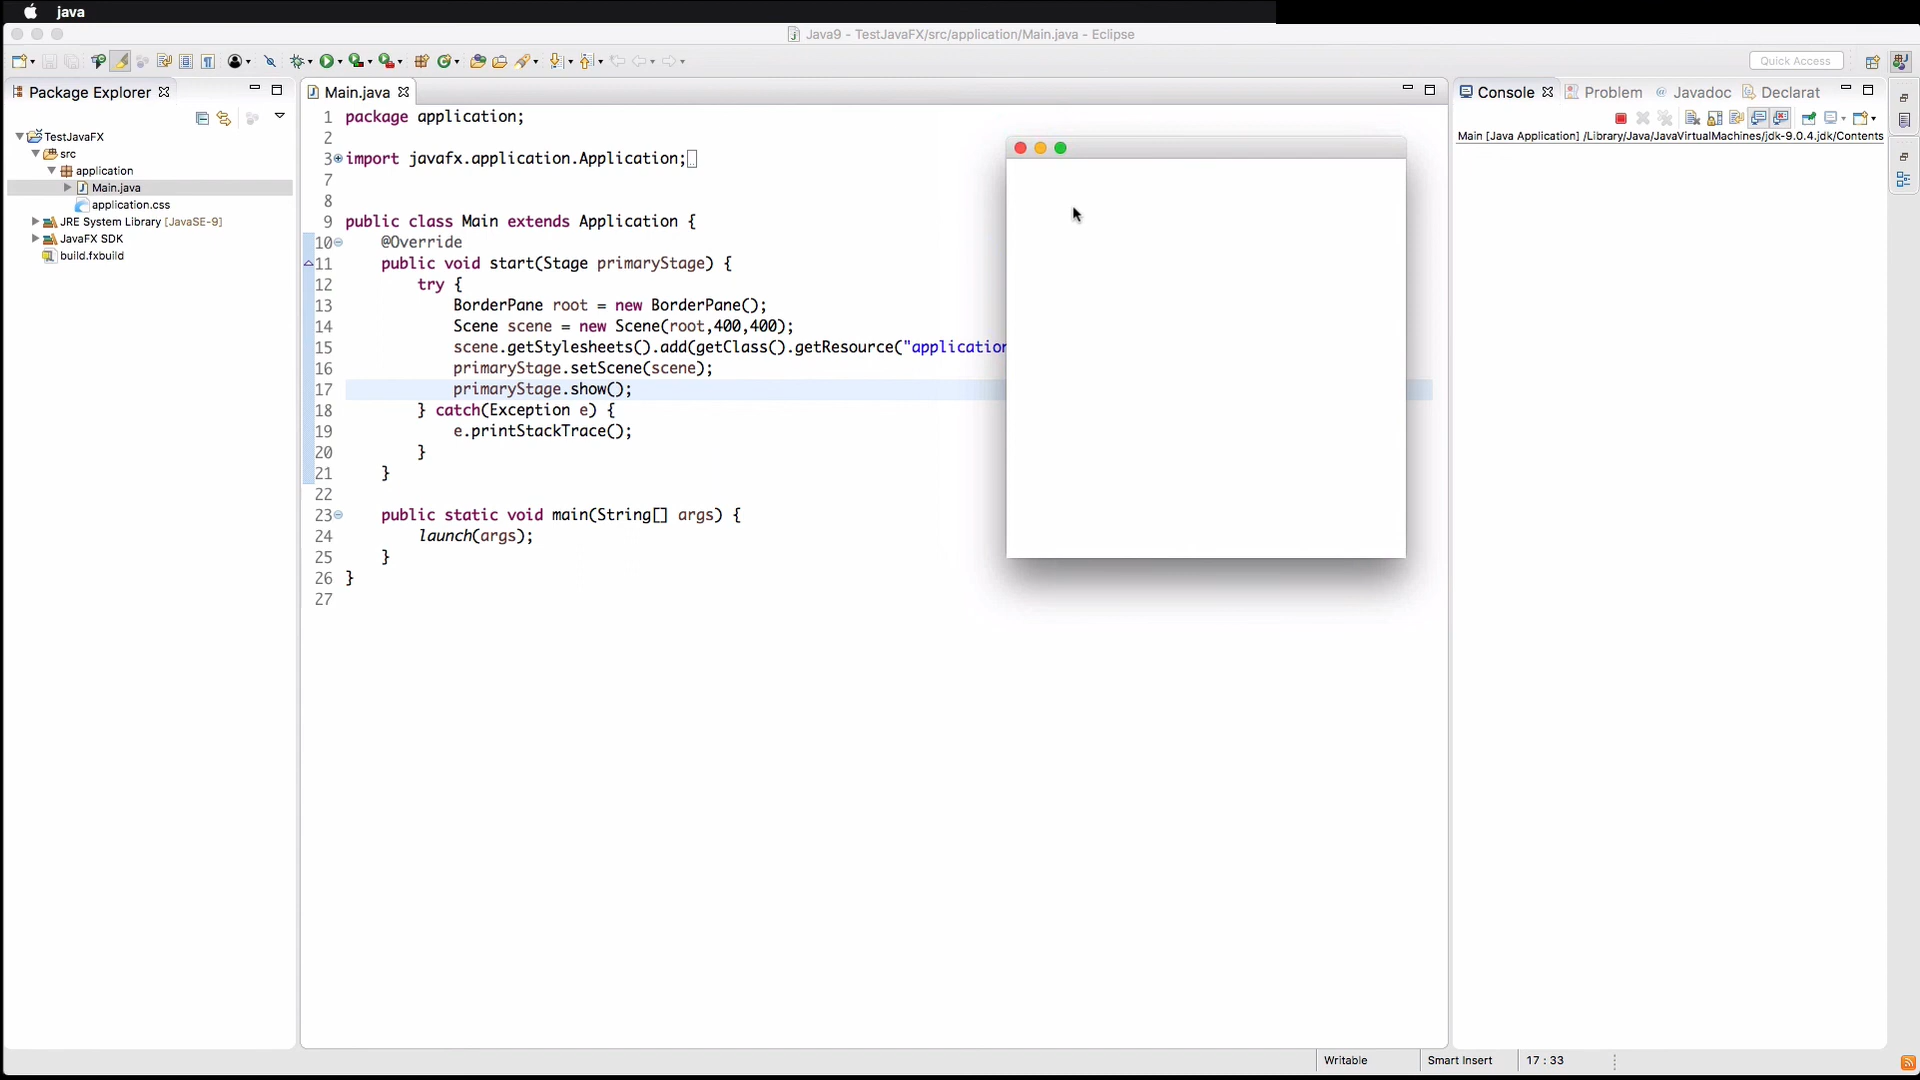 java
Java9 - TestJavaFX/src/application/Main.java - Eclipse
Quick Access
Package Explorer
TestJavaFX
src
application
Main.java
application.css
JRE System Library [JavaSE-9]
JavaFX SDK
build.fxbuild
Main.java
1 package application;
2
3 import javafx.application.Application;
7
8
9 public class Main extends Application {
10 @Override
11 public void start(Stage primaryStage) {
12 try {
13 BorderPane root = new BorderPane();
14 Scene scene = new Scene(root,400,400);
15 scene.getStylesheets().add(getClass().getResource("application
16 primaryStage.setScene(scene);
17 primaryStage.show();
18 } catch(Exception e) {
19 e.printStackTrace();
20 }
21 }
22
23 public static void main(String[] args) {
24 launch(args);
25 }
26 }
27
Console Problem @ Javadoc Declarat
Main [Java Application] /Library/Java/JavaVirtualMachines/jdk-9.0.4.jdk/Contents
Writable Smart Insert 17 : 33